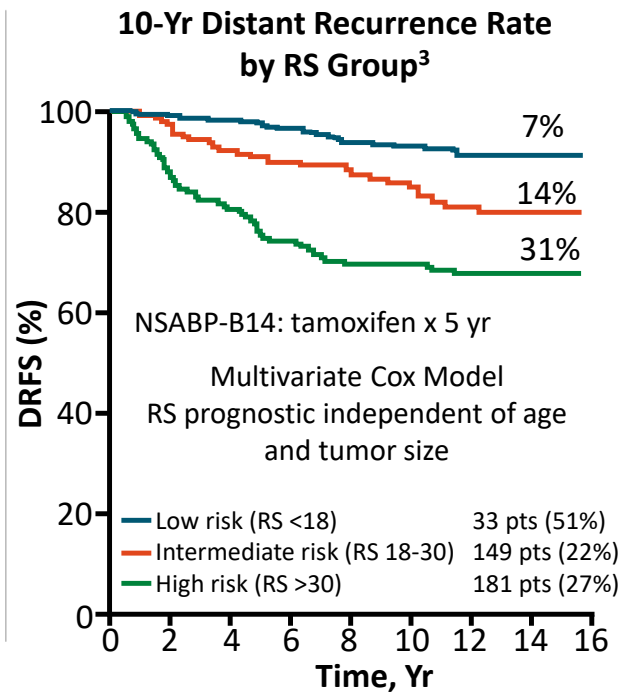 10-Yr Distant Recurrence Rate
by RS Group³
100
80
60
40
20
0
DRFS (%)
7%
14%
31%
NSABP-B14: tamoxifen x 5 yr
Multivariate Cox Model
RS prognostic independent of age
and tumor size
Low risk (RS <18) 33 pts (51%)
Intermediate risk (RS 18-30) 149 pts (22%)
High risk (RS >30) 181 pts (27%)
0 2 4 6 8 10 12 14 16
Time, Yr